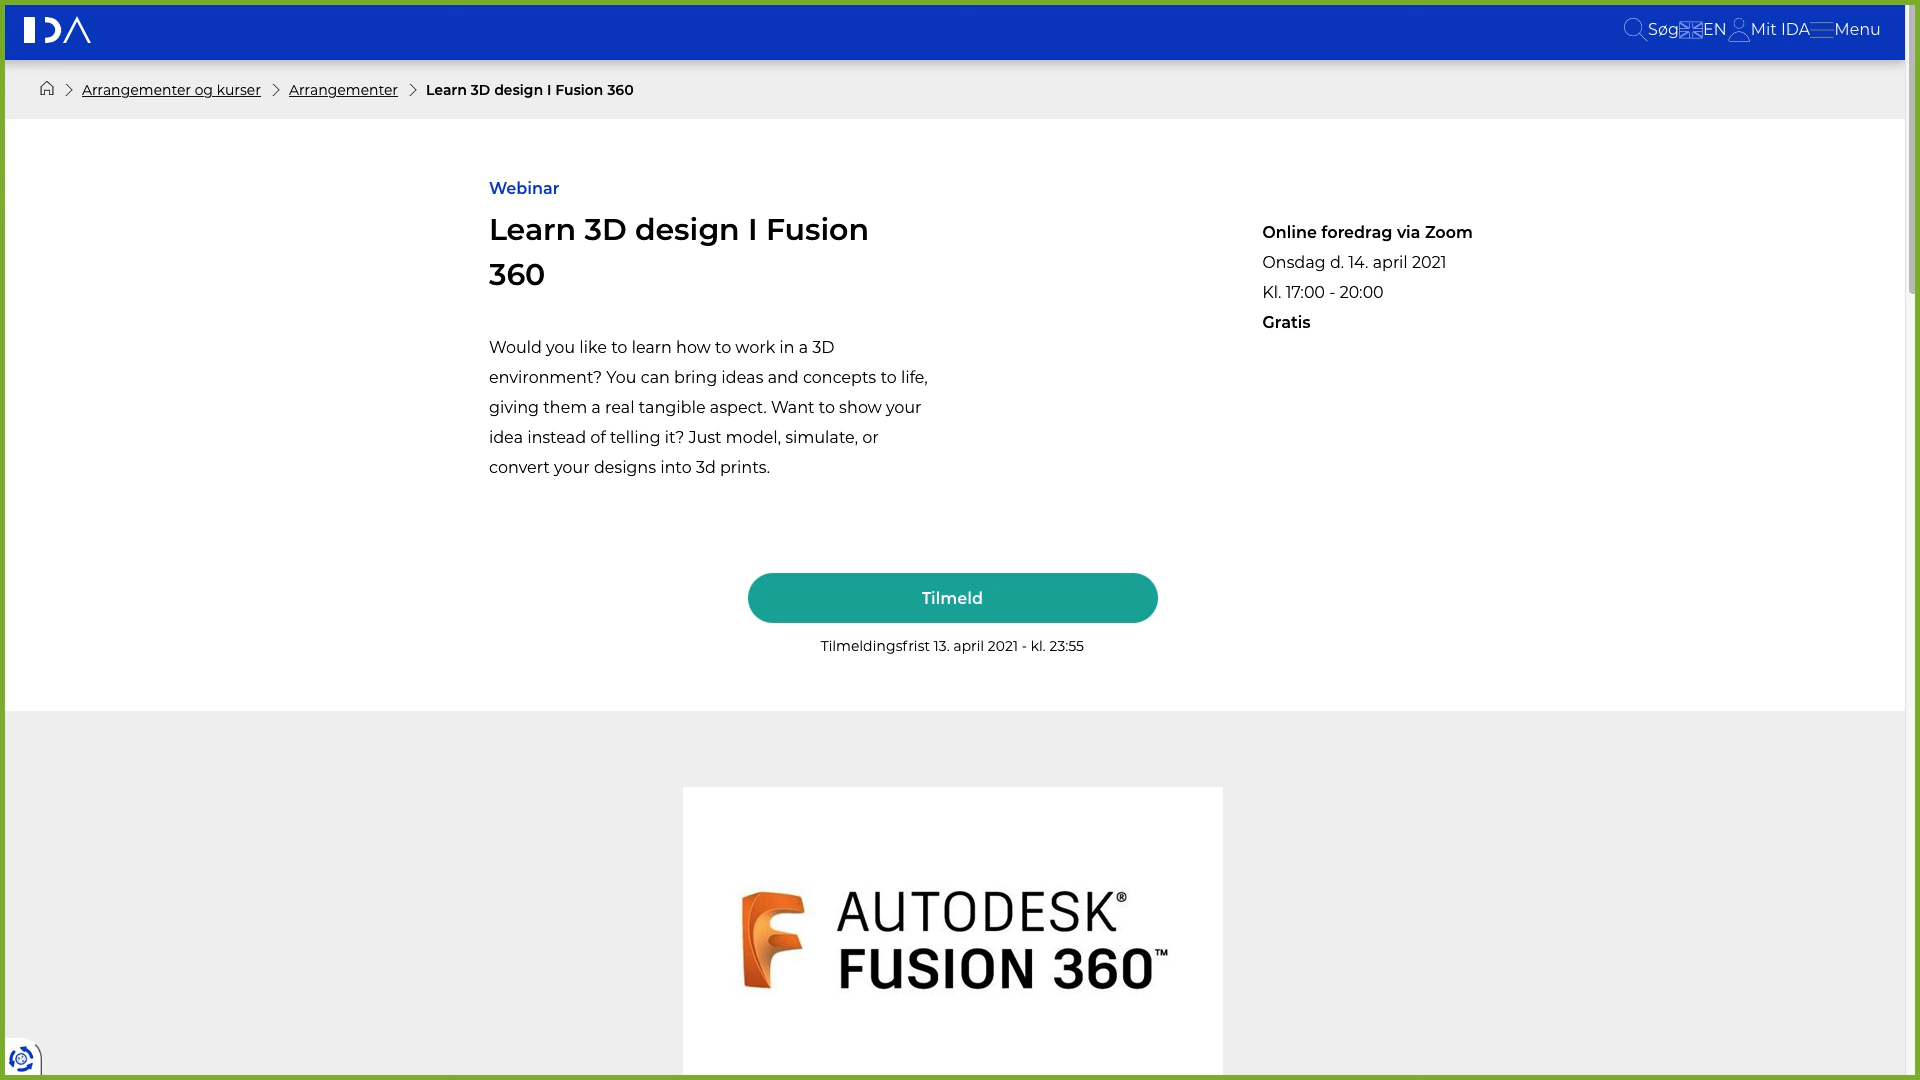 IDA
Søg EN Mit IDA Menu
Arrangementer og kurser Arrangementer Learn 3D design I Fusion 360
Webinar
Learn 3D design I Fusion
360
Would you like to learn how to work in a 3D
environment? You can bring ideas and concepts to life,
giving them a real tangible aspect. Want to show your
idea instead of telling it? Just model, simulate, or
convert your designs into 3d prints.
Online foredrag via Zoom
Onsdag d. 14. april 2021
Kl. 17:00 - 20:00
Gratis
Tilmeld
Tilmeldingsfrist 13. april 2021 - kl. 23:55
AUTODESK®
FUSION 360™